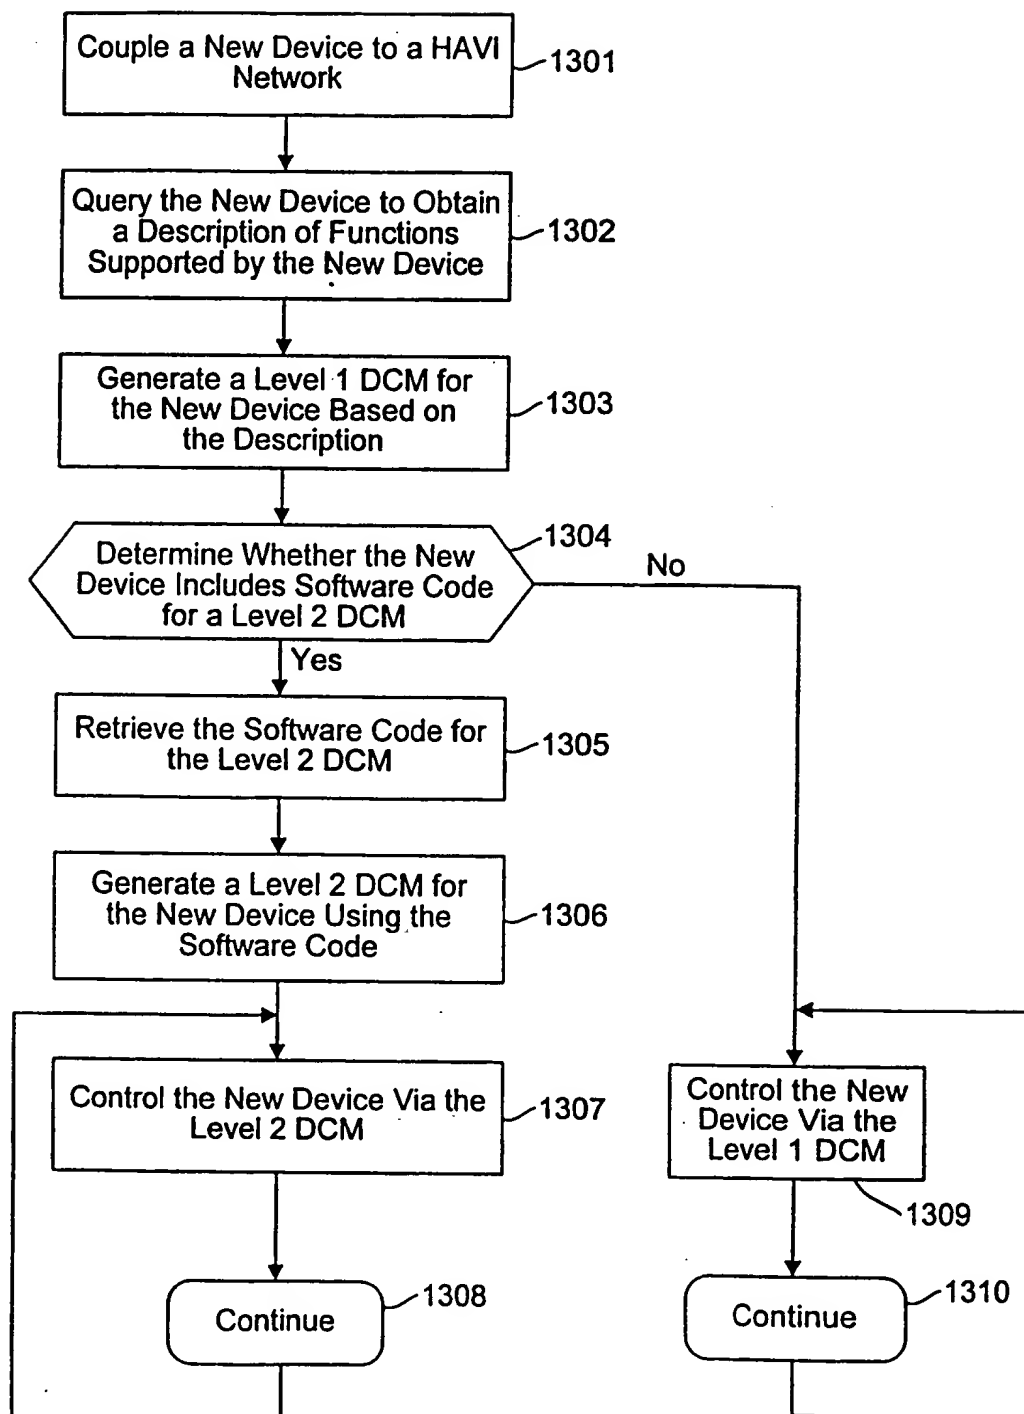 Couple a New Device to a HAVI
Network
1301
Query the New Device to Obtain
a Description of Functions
Supported by the New Device
1302
Generate a Level 1 DCM for
the New Device Based on
the Description
1303
Determine Whether the New
Device Includes Software Code
for a Level 2 DCM
1304
No
Yes
Retrieve the Software Code for
the Level 2 DCM
1305
Generate a Level 2 DCM for
the New Device Using the
Software Code
1306
Control the New Device Via the
Level 2 DCM
1307
Control the New
Device Via the
Level 1 DCM
1309
Continue
1308
Continue
1310